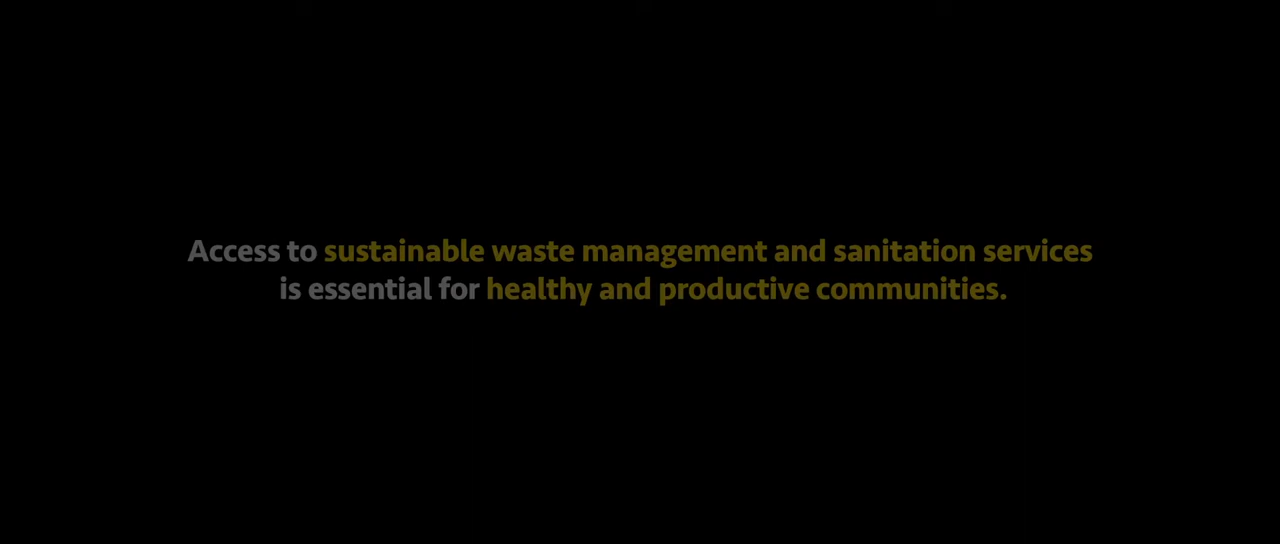 Access to sustainable waste management and sanitation services
is essential for healthy and productive communities.